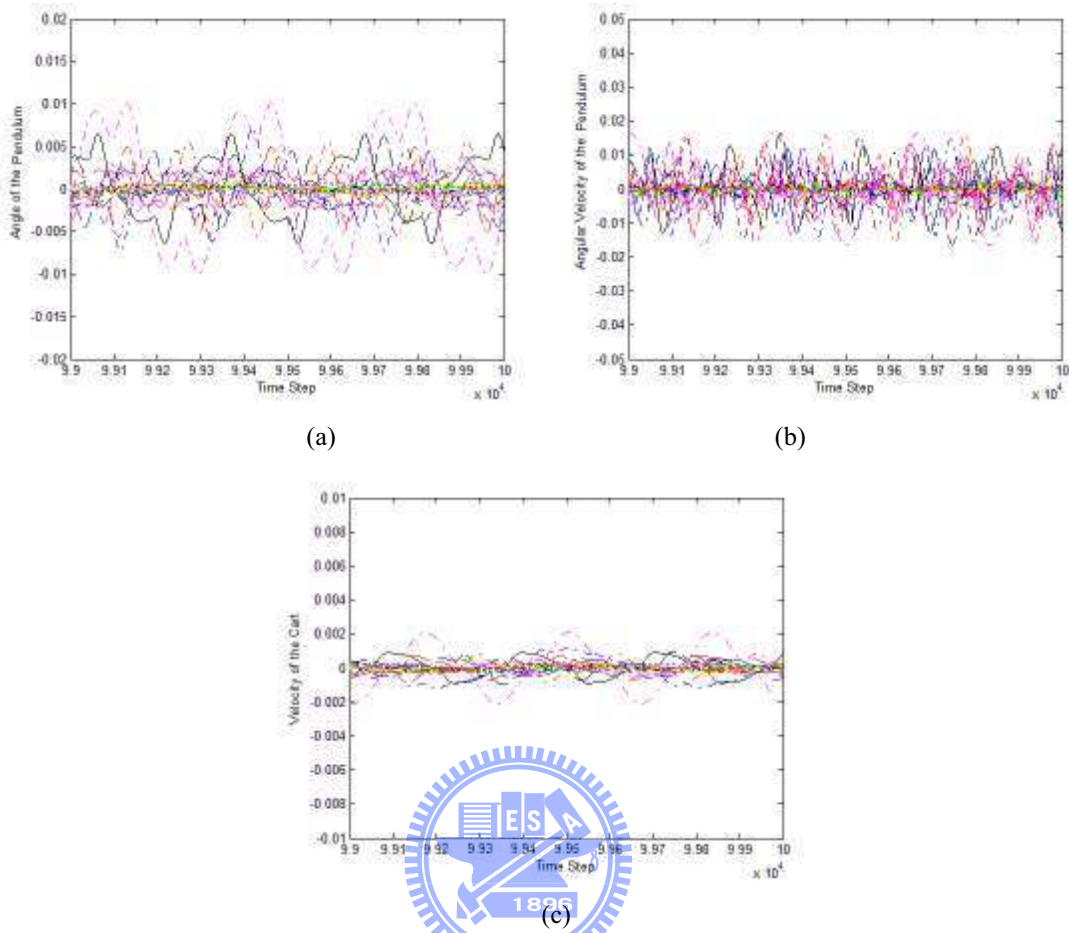 0.02
0.015
0.01
0.005
0
-0.005
-0.01
-0.015
-0.02
Angle of the Pendulum
9.9 9.91 9.92 9.93 9.94 9.95 9.96 9.97 9.98 9.99 10
Time Step
x 10^4
(a)
0.05
0.04
0.03
0.02
0.01
0
-0.01
-0.02
-0.03
-0.04
-0.05
Angular Velocity of the Pendulum
9.9 9.91 9.92 9.93 9.94 9.95 9.96 9.97 9.98 9.99 10
Time Step
x 10^4
(b)
0.01
0.008
0.006
0.004
0.002
0
-0.002
-0.004
-0.006
-0.008
-0.01
Velocity of the Cart
9.9 9.91 9.92 9.93 9.94 9.95 9.96 9.97 9.98 9.99 10
Time Step
x 10^4
E S A
1896
(c)